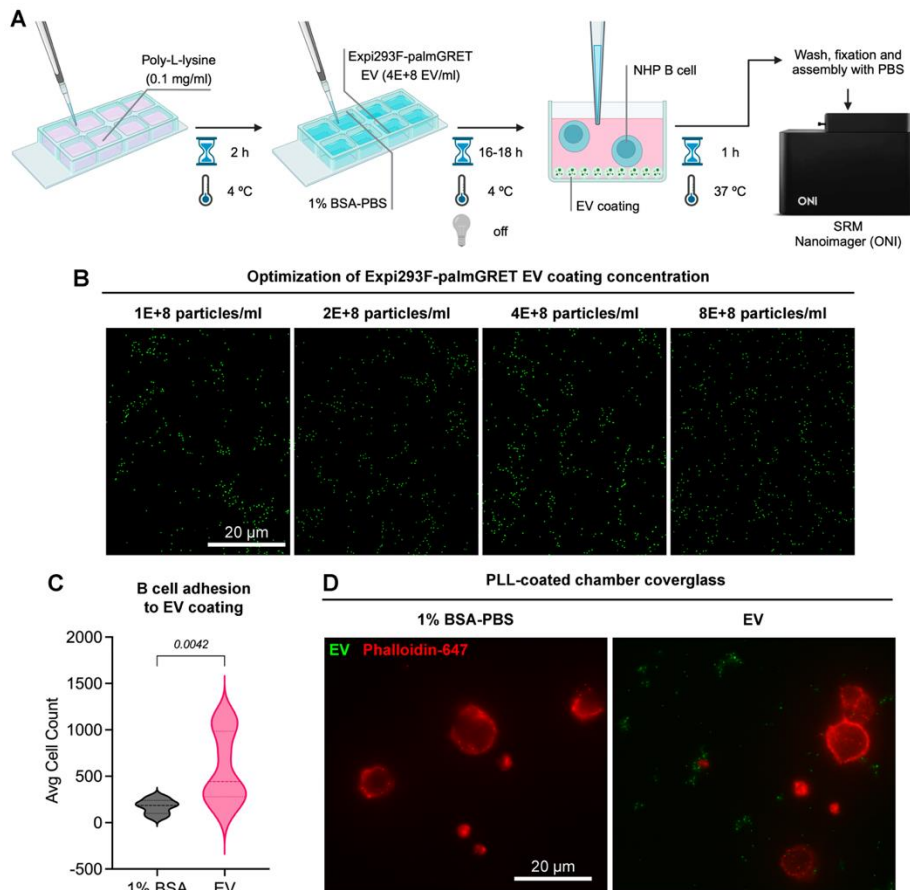 A
Poly-L-lysine
(0.1 mg/ml)
2 h
4 ºC
Expi293F-palmGRET
EV (4E+8 EV/ml)
1% BSA-PBS
16-18 h
4 ºC
off
NHP B cell
EV coating
1 h
37 ºC
Wash, fixation and
assembly with PBS
ONI
SRM
Nanoimager (ONI)
B
Optimization of Expi293F-palmGRET EV coating concentration
1E+8 particles/ml
2E+8 particles/ml
4E+8 particles/ml
8E+8 particles/ml
20 µm
C
B cell adhesion
to EV coating
0.0042
2000
1500
1000
500
0
-500
Avg Cell Count
1% BSA
EV
D
PLL-coated chamber coverglass
1% BSA-PBS
EV
EV Phalloidin-647
20 µm